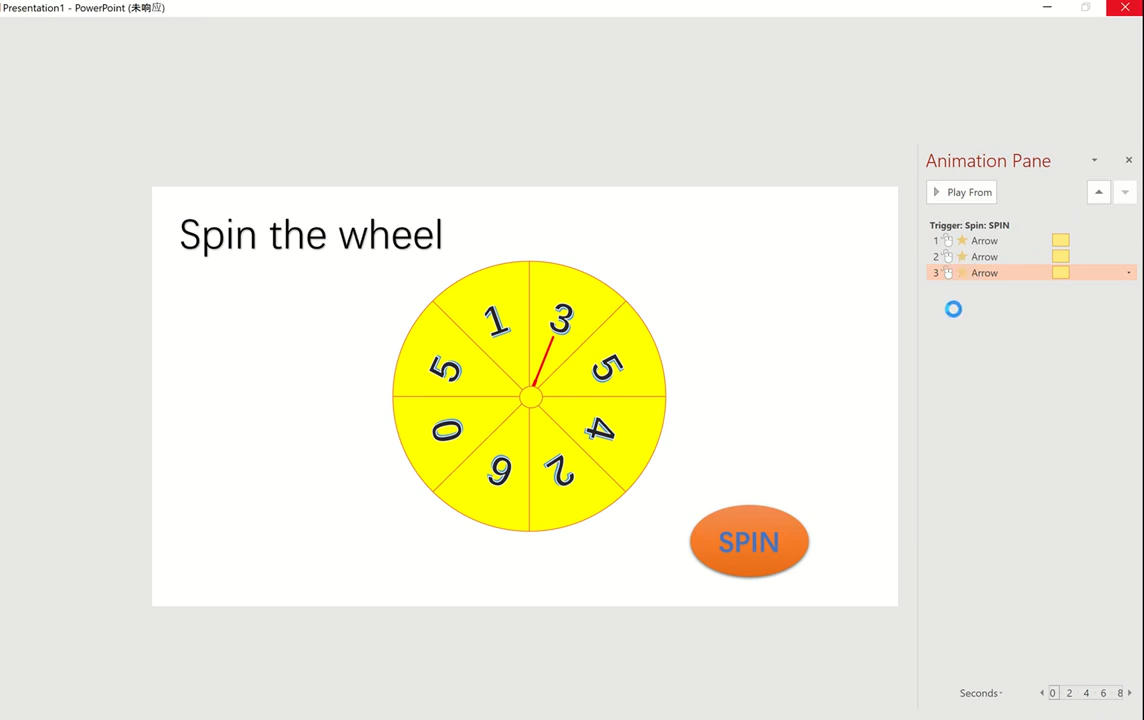 Presentation1 - PowerPoint (未响应)
Animation Pane
Play From
Trigger: Spin: SPIN
1 Arrow
2 Arrow
3 Arrow
Spin the wheel
1
3
5
5
0
4
6
2
SPIN
Seconds
0 2 4 6 8